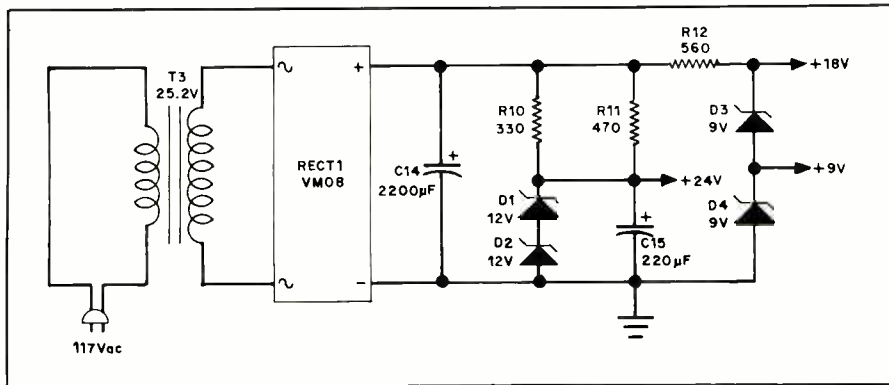 T3
25.2V
117Vac
~
~
+
-
RECT1
VM08
+
C14
2200µF
R10
330
D1
12V
D2
12V
R11
470
+24V
+
C15
220µF
R12
560
+18V
D3
9V
+9V
D4
9V